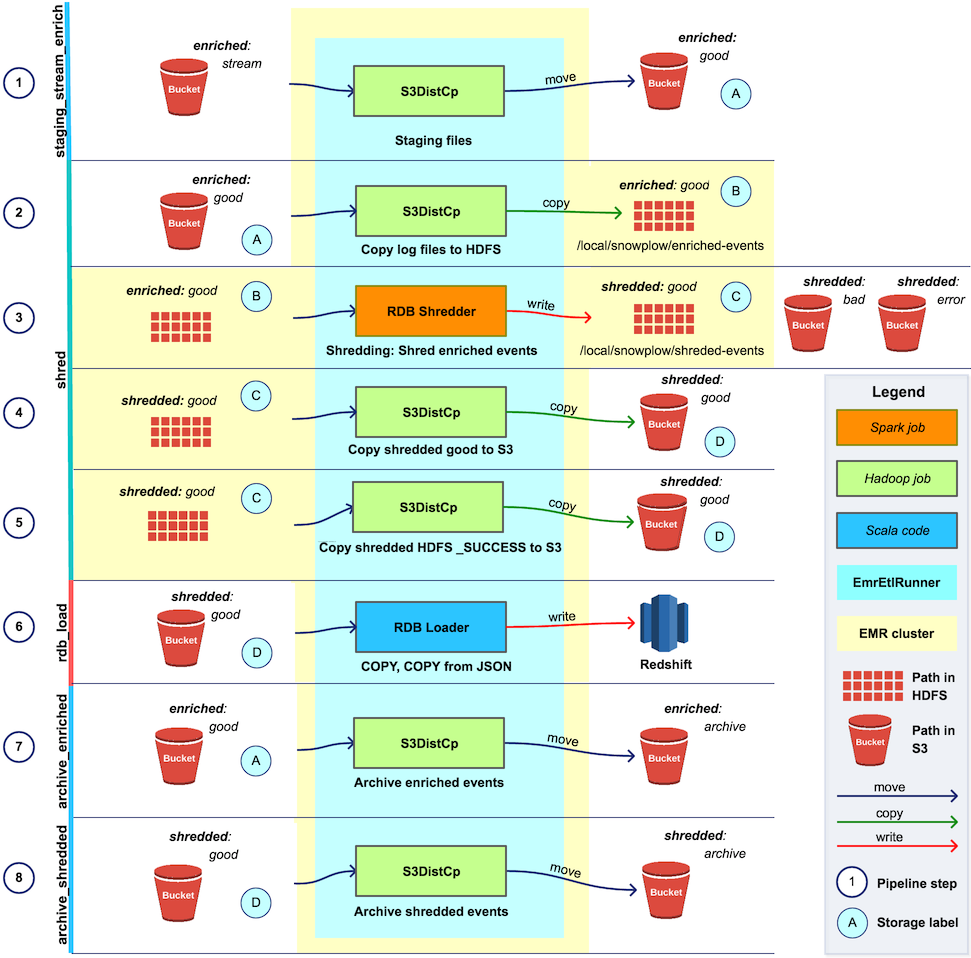 staging_stream_enrich
1
enriched:
stream
Bucket
S3DistCp
Staging files
move
enriched:
good
Bucket
A
shred
2
enriched:
good
Bucket
A
S3DistCp
Copy log files to HDFS
copy
enriched: good
B
/local/snowplow/enriched-events
3
enriched: good
B
RDB Shredder
Shredding: Shred enriched events
write
shredded: good
C
/local/snowplow/shreded-events
shredded:
bad
Bucket
shredded:
error
Bucket
4
shredded: good
C
S3DistCp
Copy shredded good to S3
copy
shredded:
good
Bucket
D
5
shredded: good
C
S3DistCp
Copy shredded HDFS _SUCCESS to S3
copy
shredded:
good
Bucket
D
rdb_load
6
shredded:
good
Bucket
D
RDB Loader
COPY, COPY from JSON
write
Redshift
archive_enriched
7
enriched:
good
Bucket
A
S3DistCp
Archive enriched events
move
enriched:
archive
Bucket
archive_shredded
8
shredded:
good
Bucket
D
S3DistCp
Archive shredded events
move
shredded:
archive
Bucket
Legend
Spark job
Hadoop job
Scala code
EmrEtlRunner
EMR cluster
Path in
HDFS
Bucket
Path in
S3
move
copy
write
1
Pipeline step
A
Storage label